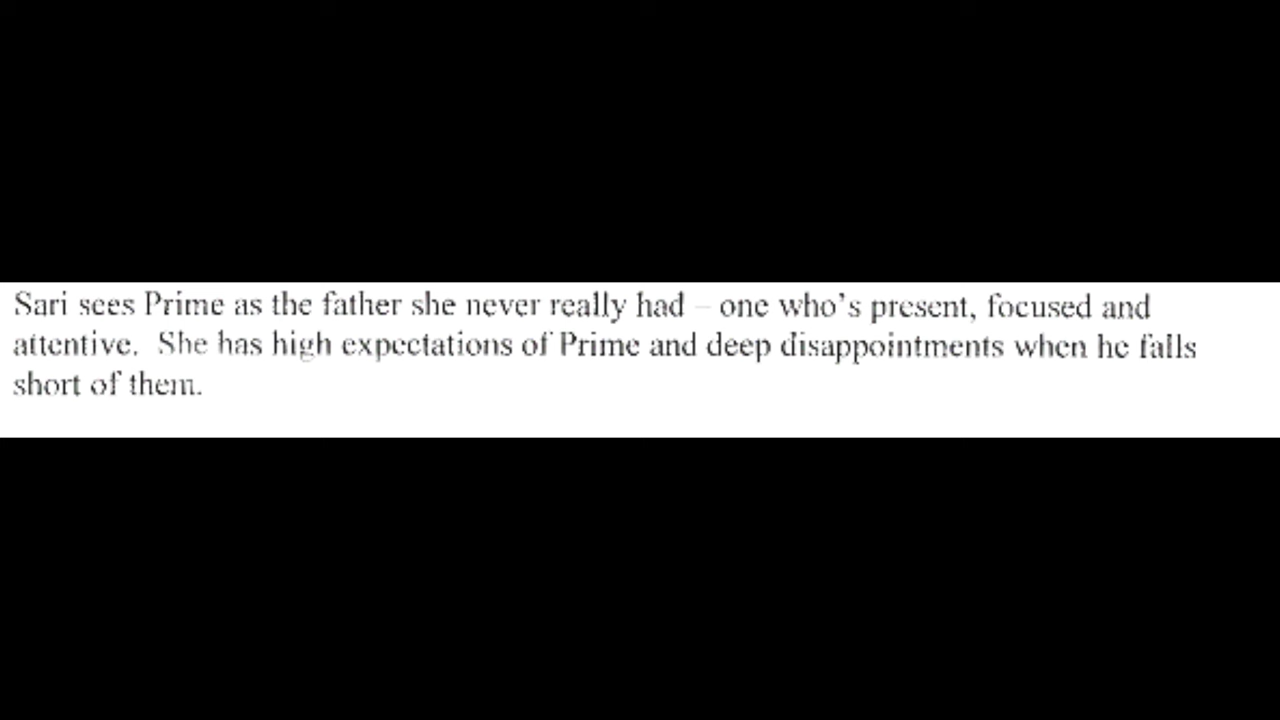 Sari sees Prime as the father she never really had – one who’s present, focused and
attentive.  She has high expectations of Prime and deep disappointments when he falls
short of them.